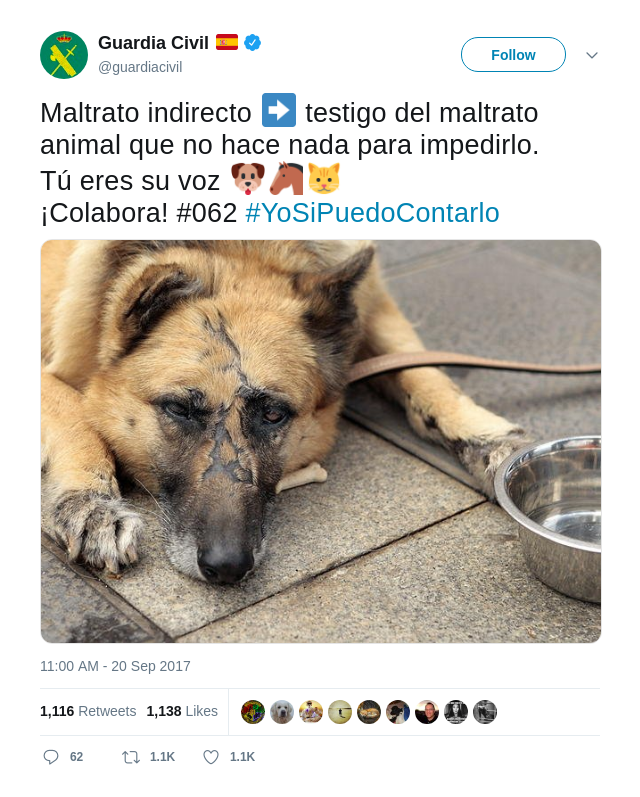 Guardia Civil 🇪🇸
@guardiacivil
Follow
Maltrato indirecto ➡️ testigo del maltrato
animal que no hace nada para impedirlo.
Tú eres su voz 🐶🐴🐱
¡Colabora! #062 #YoSiPuedoContarlo
11:00 AM - 20 Sep 2017
1,116 Retweets 1,138 Likes
62 1.1K 1.1K